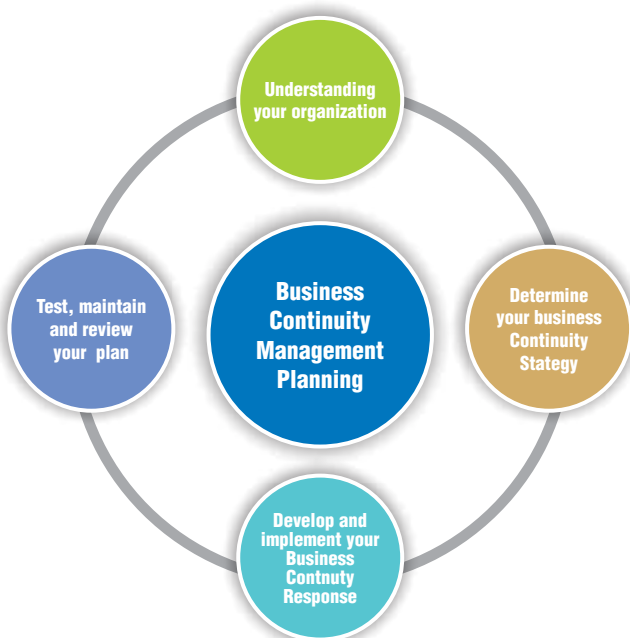 Understanding
your organization
Business
Continuity
Management
Planning
Determine
your business
Continuity
Stategy
Develop and
implement your
Business
Contnuty
Response
Test, maintain
and review
your plan